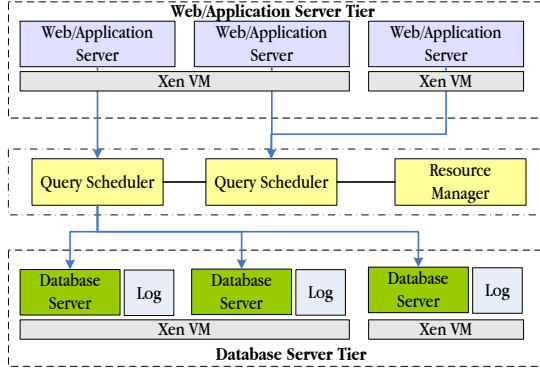 Web/Application Server Tier
Web/Application
Server
Web/Application
Server
Web/Application
Server
Xen VM
Xen VM
Query Scheduler
Query Scheduler
Resource
Manager
Database
Server
Log
Database
Server
Log
Database
Server
Log
Xen VM
Xen VM
Database Server Tier